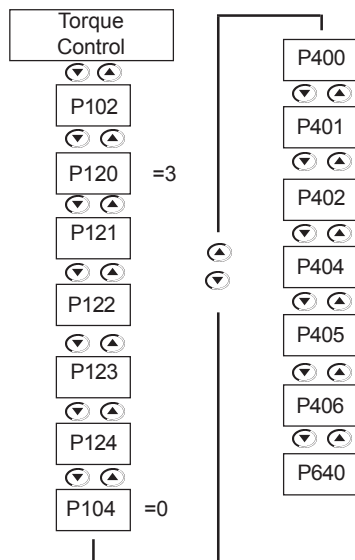 Torque
Control
P102
P120 =3
P121
P122
P123
P124
P104 =0
P400
P401
P402
P404
P405
P406
P640